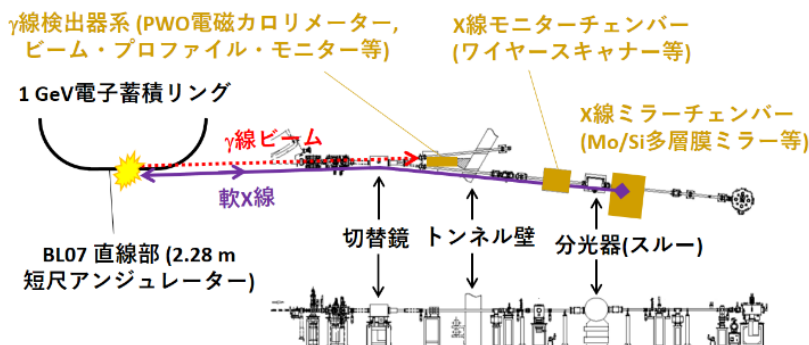 γ線検出器系 (PWO電磁カロリメーター,
ビーム・プロファイル・モニター等)
X線モニターチェンバー
(ワイヤースキャナー等)
1 GeV電子蓄積リング
X線ミラーチェンバー
(Mo/Si多層膜ミラー等)
γ線ビーム
軟X線
切替鏡
トンネル壁
分光器(スルー)
BL07 直線部 (2.28 m
短尺アンジュレーター)